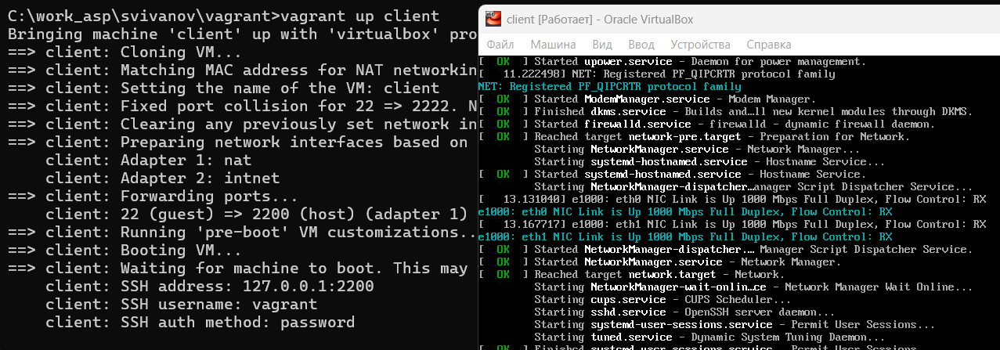 C:\work_asp\svivanov\vagrant>vagrant up client
Bringing machine 'client' up with 'virtualbox' pro
==> client: Cloning VM...
==> client: Matching MAC address for NAT networkin
==> client: Setting the name of the VM: client
==> client: Fixed port collision for 22 => 2222. N
==> client: Clearing any previously set network in
==> client: Preparing network interfaces based on
client: Adapter 1: nat
client: Adapter 2: intnet
==> client: Forwarding ports...
client: 22 (guest) => 2200 (host) (adapter 1)
==> client: Running 'pre-boot' VM customizations..
==> client: Booting VM...
==> client: Waiting for machine to boot. This may
client: SSH address: 127.0.0.1:2200
client: SSH username: vagrant
client: SSH auth method: password
client [Работает] - Oracle VirtualBox
Файл Машина Вид Ввод Устройства Справка
[  OK  ] Started upower.service - Daemon for power management.
[   11.222498] NET: Registered PF_QIPCRTR protocol family
NET: Registered PF_QIPCRTR protocol family
[  OK  ] Started ModemManager.service - Modem Manager.
[  OK  ] Finished dkms.service - Builds and…ll new kernel modules through DKMS.
[  OK  ] Started firewalld.service - firewalld - dynamic firewall daemon.
[  OK  ] Reached target network-pre.target - Preparation for Network.
Starting NetworkManager.service - Network Manager...
Starting systemd-hostnamed.service - Hostname Service...
[  OK  ] Started systemd-hostnamed.service - Hostname Service.
Starting NetworkManager-dispatcher…anager Script Dispatcher Service...
[   13.131040] e1000: eth0 NIC Link is Up 1000 Mbps Full Duplex, Flow Control: RX
e1000: eth0 NIC Link is Up 1000 Mbps Full Duplex, Flow Control: RX
[   13.167717] e1000: eth1 NIC Link is Up 1000 Mbps Full Duplex, Flow Control: RX
e1000: eth1 NIC Link is Up 1000 Mbps Full Duplex, Flow Control: RX
[  OK  ] Started NetworkManager-dispatcher.… Manager Script Dispatcher Service.
[  OK  ] Started NetworkManager.service - Network Manager.
[  OK  ] Reached target network.target - Network.
Starting NetworkManager-wait-onlin…ce - Network Manager Wait Online...
Starting cups.service - CUPS Scheduler...
Starting sshd.service - OpenSSH server daemon...
Starting systemd-user-sessions.service - Permit User Sessions...
Starting tuned.service - Dynamic System Tuning Daemon...
[  OK  ] Finished systemd-user-sessions.service - Permit User Sessions.